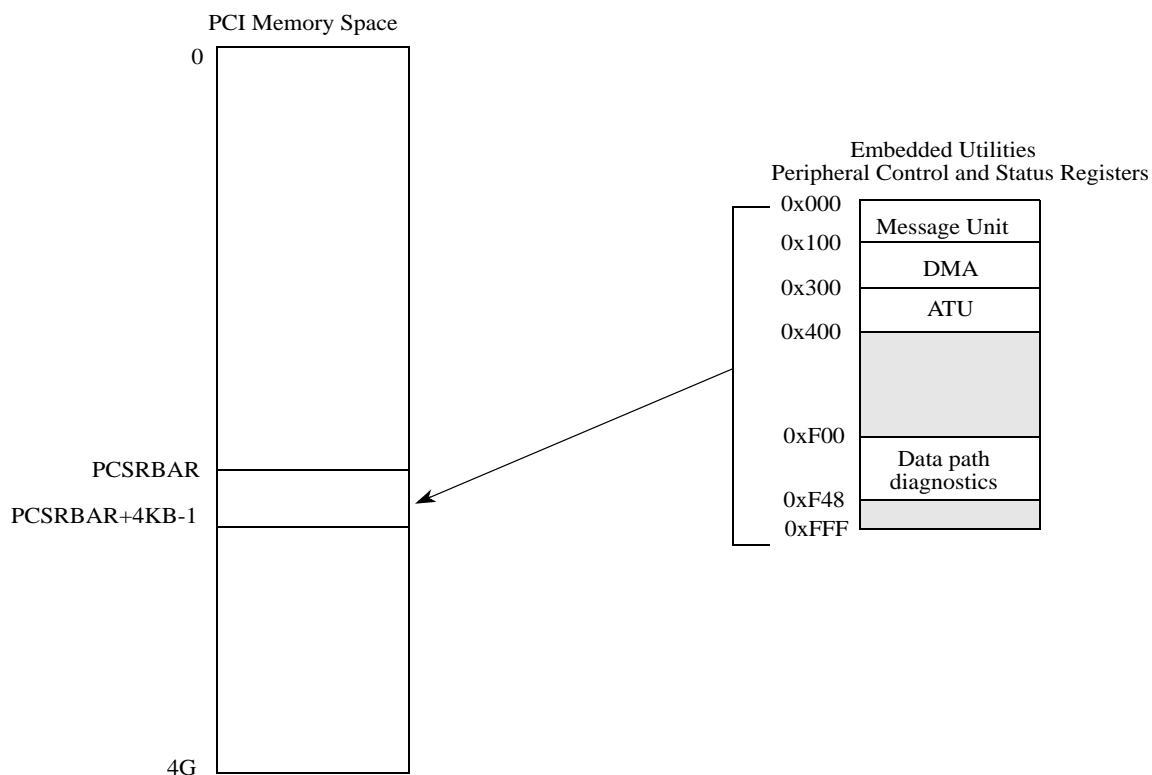 PCI Memory Space
0
PCSRBAR
PCSRBAR+4KB-1
4G
Embedded Utilities
Peripheral Control and Status Registers
0x000
Message Unit
0x100
DMA
0x300
ATU
0x400
0xF00
Data path
diagnostics
0xF48
0xFFF